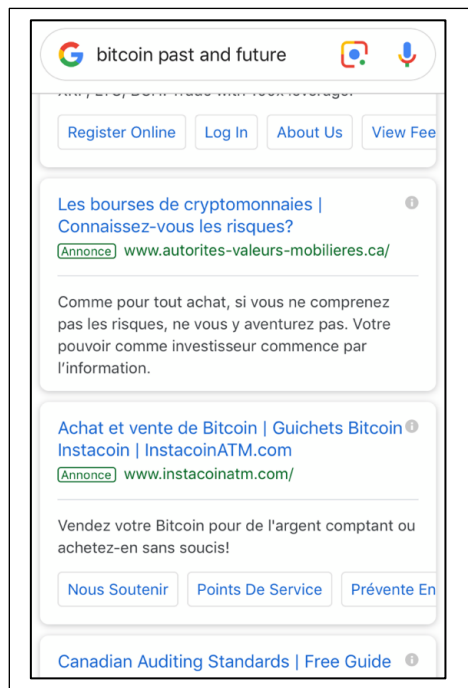 bitcoin past and future
Register Online Log In About Us View Fee
Les bourses de cryptomonnaies |
Connaissez-vous les risques?
Annonce www.autorites-valeurs-mobilieres.ca/
Comme pour tout achat, si vous ne comprenez
pas les risques, ne vous y aventurez pas. Votre
pouvoir comme investisseur commence par
l'information.
Achat et vente de Bitcoin | Guichets Bitcoin
Instacoin | InstacoinATM.com
Annonce www.instacoinatm.com/
Vendez votre Bitcoin pour de l'argent comptant ou
achetez-en sans soucis!
Nous Soutenir Points De Service Prévente En
Canadian Auditing Standards | Free Guide